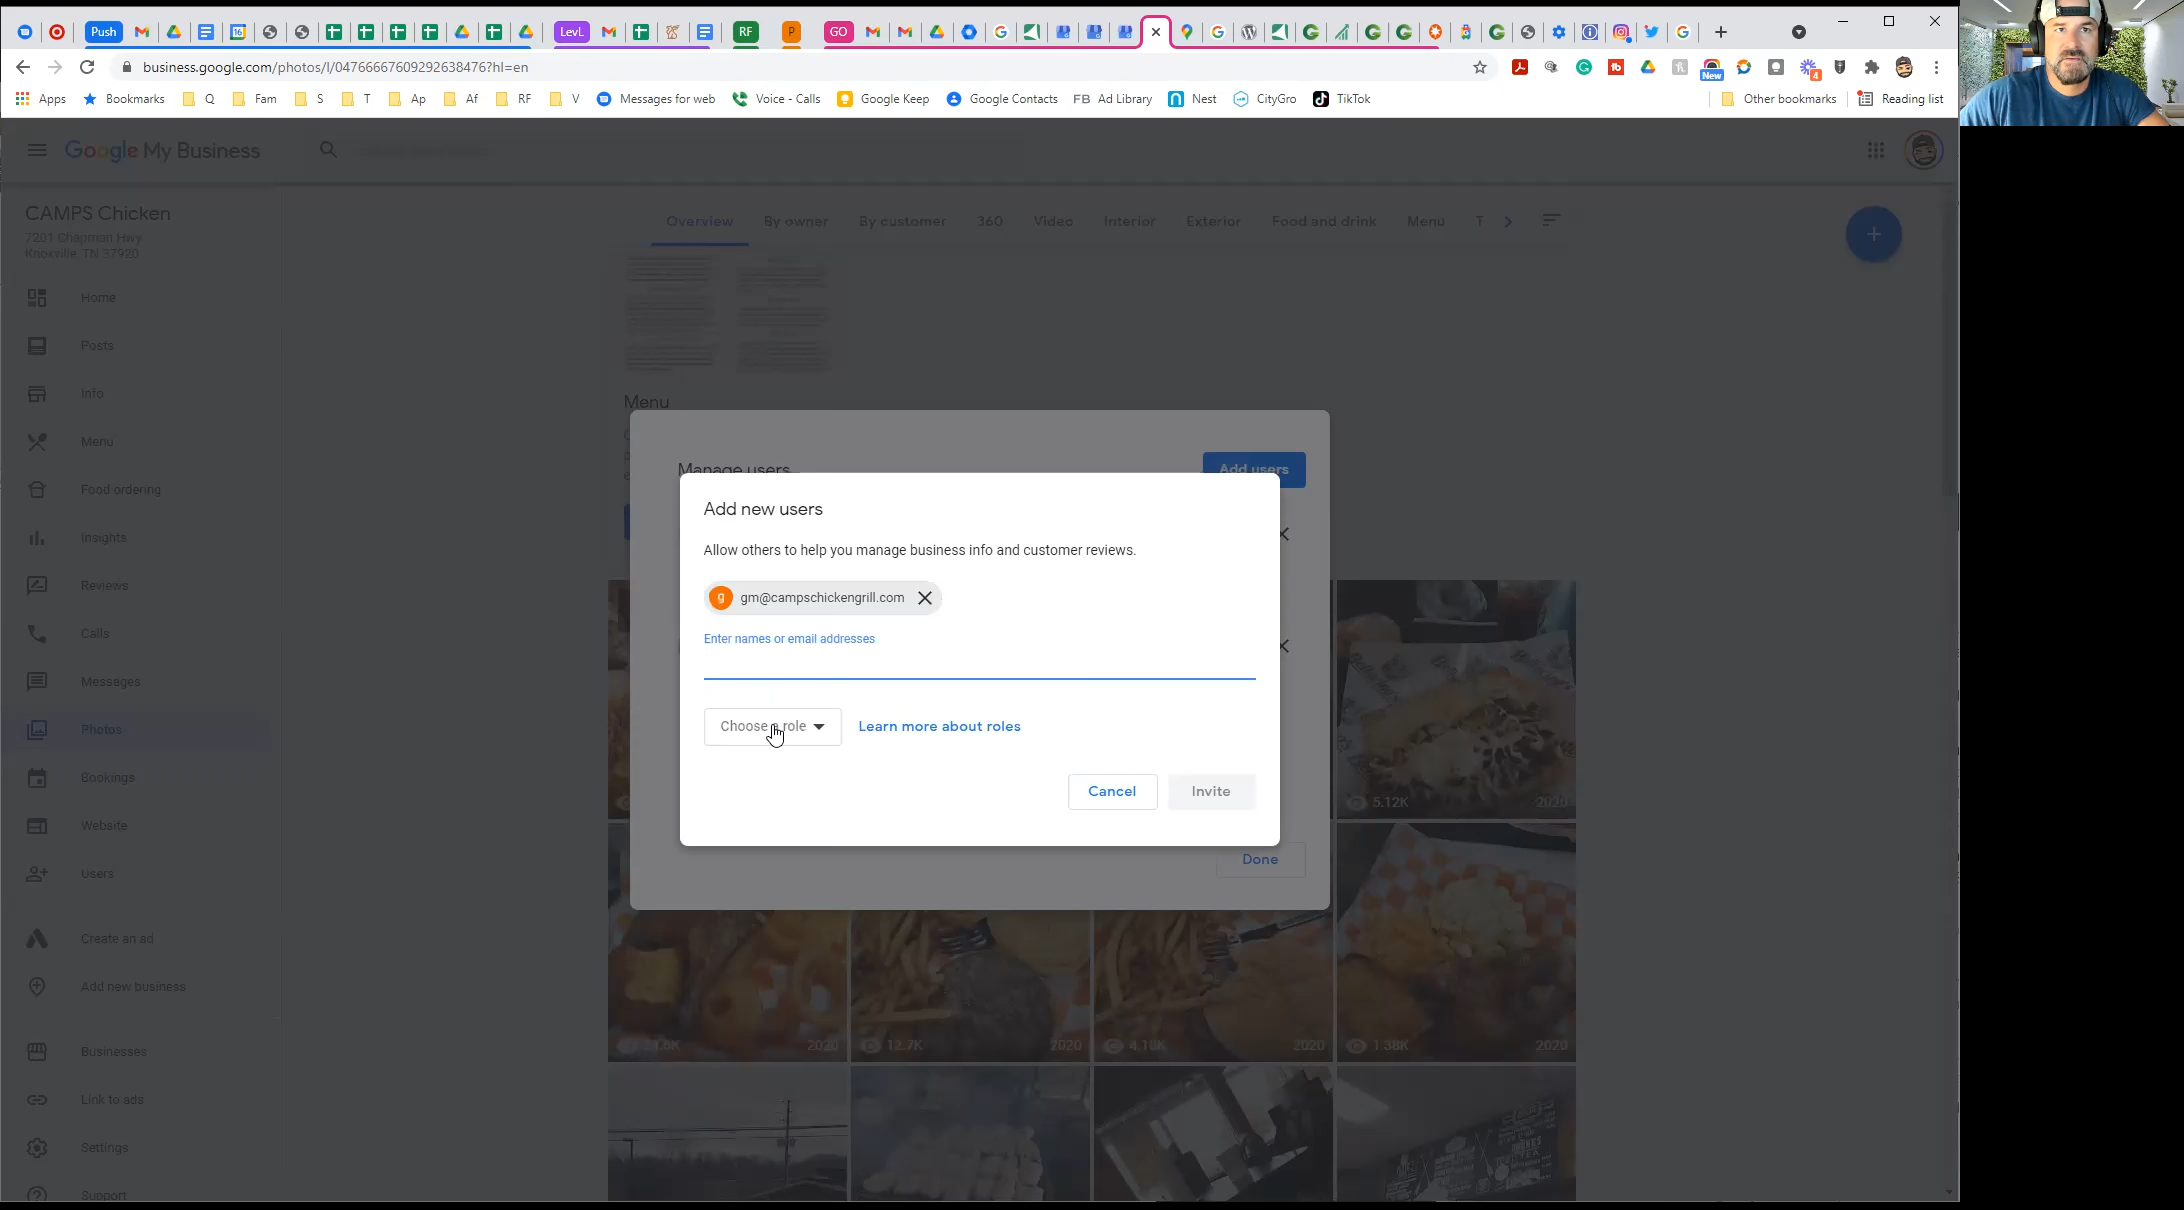 Push
LevL
RF
P
GO
business.google.com/photos/l/04766667609292638476?hl=en
New
4
Apps
Bookmarks
Q
Fam
S
T
Ap
Af
RF
V
Messages for web
Voice - Calls
Google Keep
Google Contacts
FB Ad Library
Nest
CityGro
TikTok
Other bookmarks
Reading list
Google My Business
CAMPS Chicken
7201 Chapman Hwy
Knoxville, TN 37920
Overview
By owner
By customer
360
Video
Interior
Exterior
Food and drink
Menu
T
Home
Posts
Info
Menu
Food ordering
Insights
Reviews
Calls
Messages
Photos
Bookings
Website
Users
Create an ad
Add new business
Businesses
Link to ads
Settings
Support
Menu
Manage users
Add users
Add new users
Allow others to help you manage business info and customer reviews.
g gm@campschickengrill.com
Enter names or email addresses
Choose a role
Learn more about roles
Cancel
Invite
Done
5.12K 2020
2020
12.7K 2020
2020
1.38K 2020